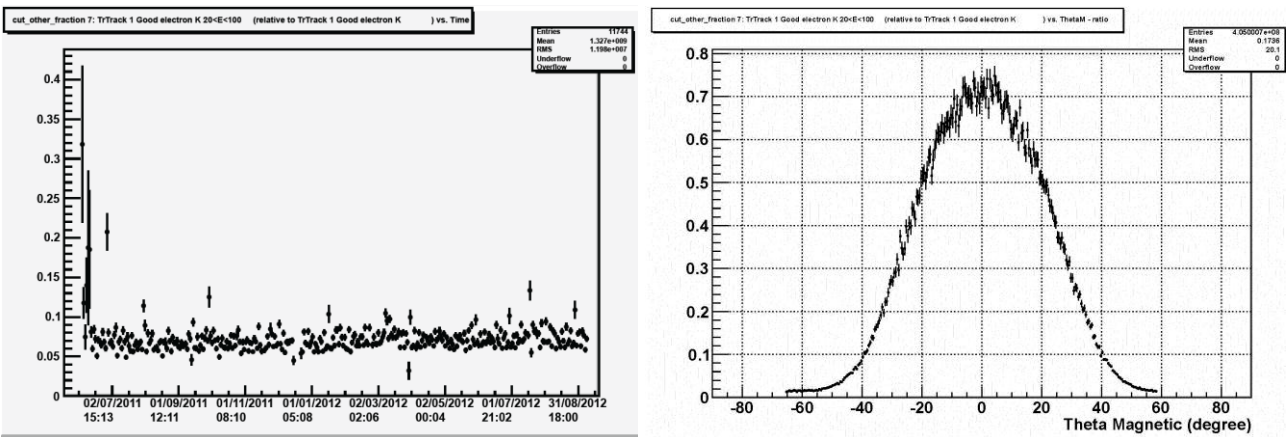 cut_other_fraction 7: TrTrack 1 Good electron K 20<E<100 (relative to TrTrack 1 Good electron K ) vs. Time
Entries 11744
Mean 1.327e+009
RMS 1.198e+007
Underflow 0
Overflow 0
0.4
0.35
0.3
0.25
0.2
0.15
0.1
0.05
0
02/07/2011 01/09/2011 01/11/2011 01/01/2012 02/03/2012 02/05/2012 01/07/2012 31/08/2012
15:13 12:11 08:10 05:08 02:06 00:04 21:02 18:00
cut_other_fraction 7: TrTrack 1 Good electron K 20<E<100 (relative to TrTrack 1 Good electron K ) vs. ThetaM - ratio
Entries 4.050007e+08
Mean 0.1736
RMS 20.1
Underflow 0
Overflow 0
0.8
0.7
0.6
0.5
0.4
0.3
0.2
0.1
0
-80 -60 -40 -20 0 20 40 60 80
Theta Magnetic (degree)